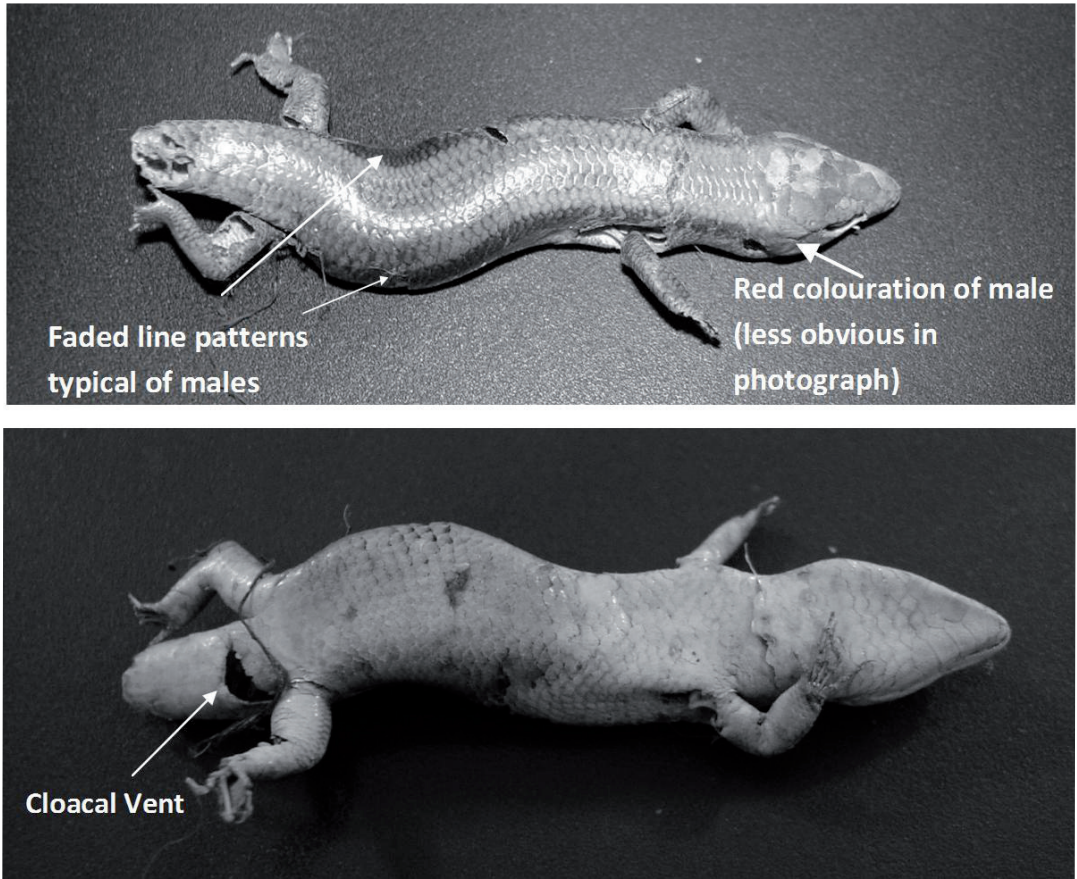 Faded line patterns
typical of males
Red colouration of male
(less obvious in
photograph)
Cloacal Vent